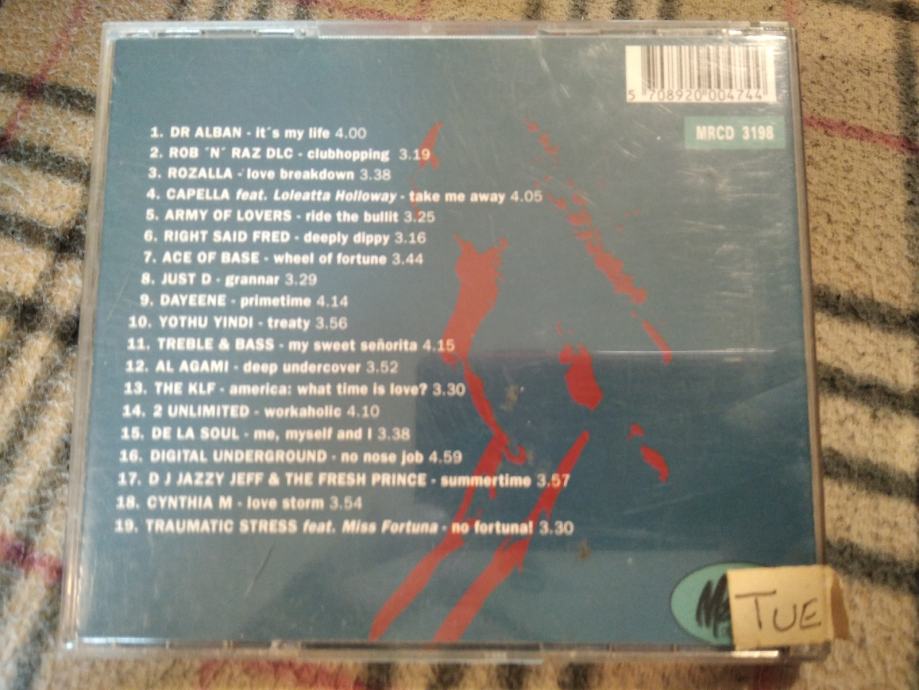 5 708920 004744
MRCD 3198
1. DR ALBAN - it´s my life 4.00
2. ROB ´N´ RAZ DLC - clubhopping 3.19
3. ROZALLA - love breakdown 3.38
4. CAPELLA feat. Loleatta Holloway - take me away 4.05
5. ARMY OF LOVERS - ride the bullit 3.25
6. RIGHT SAID FRED - deeply dippy 3.16
7. ACE OF BASE - wheel of fortune 3.44
8. JUST D - grannar 3.29
9. DAYEENE - primetime 4.14
10. YOTHU YINDI - treaty 3.56
11. TREBLE & BASS - my sweet señorita 4.15
12. AL AGAMI - deep undercover 3.52
13. THE KLF - america: what time is love? 3.30
14. 2 UNLIMITED - workaholic 4.10
15. DE LA SOUL - me, myself and I 3.38
16. DIGITAL UNDERGROUND - no nose job 4.59
17. D J JAZZY JEFF & THE FRESH PRINCE - summertime 3.57
18. CYNTHIA M - love storm 3.54
19. TRAUMATIC STRESS feat. Miss Fortuna - no fortuna! 3.30
TUE